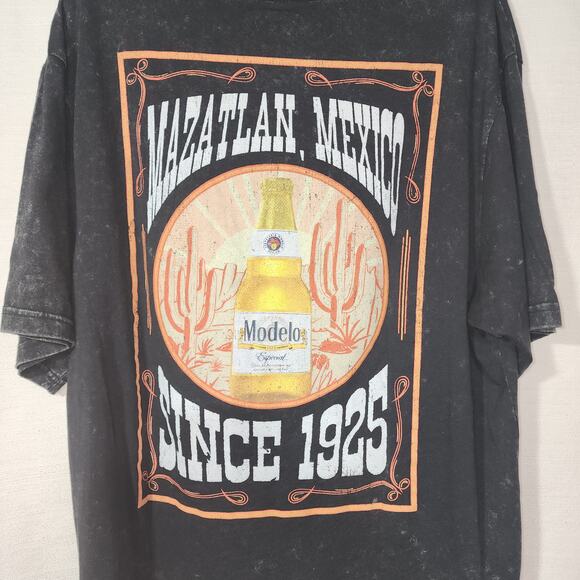 MAZATLAN, MEXICO
Modelo
Especial
SINCE 1925